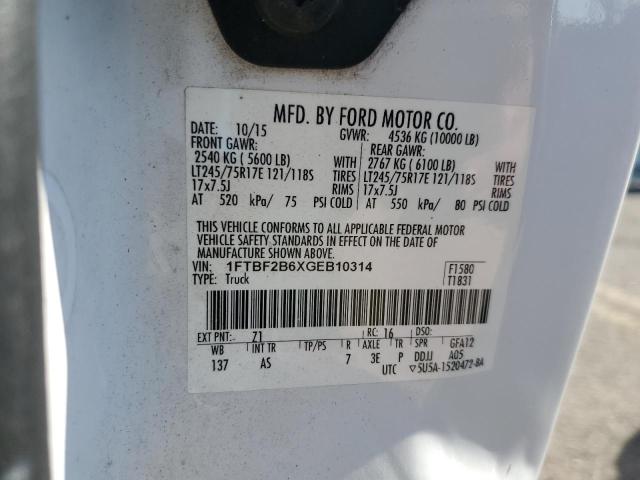 MFD. BY FORD MOTOR CO.
DATE: 10/15 GVWR: 4536 KG (10000 LB)
FRONT GAWR: REAR GAWR:
2540 KG ( 5600 LB) WITH 2767 KG ( 6100 LB) WITH
LT245/75R17E 121/118S TIRES LT245/75R17E 121/118S TIRES
17x7.5J RIMS 17x7.5J RIMS
AT 520 kPa/ 75 PSI COLD AT 550 kPa/ 80 PSI COLD
THIS VEHICLE CONFORMS TO ALL APPLICABLE FEDERAL MOTOR
VEHICLE SAFETY STANDARDS IN EFFECT ON THE DATE OF
MANUFACTURE SHOWN ABOVE.
VIN: 1FTBF2B6XGEB10314 F1580
TYPE: Truck T1831
EXT PNT: Z1 RC: 16 DSO:
WB INT TR TP/PS R AXLE TR SPR GFA12
137 AS 7 3E P DDJJ A05
UTC ▽5U5A-1520472-BA